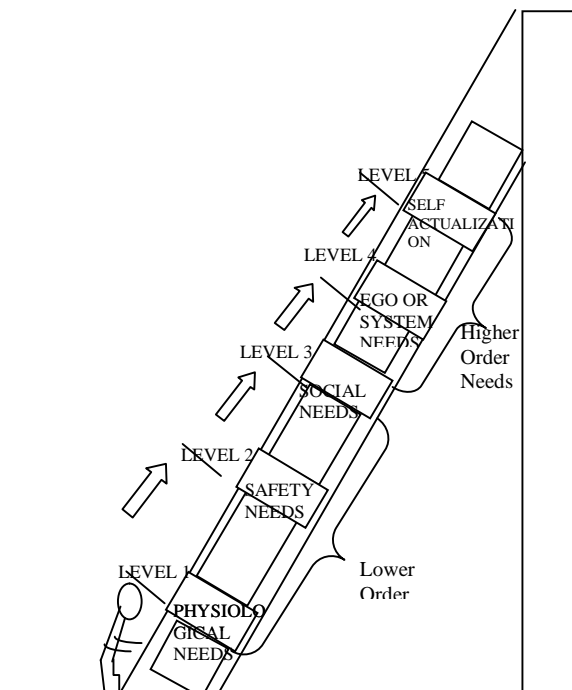 LEVEL 5
SELF
ACTUALIZATI
ON
LEVEL 4
EGO OR
SYSTEM
NEEDS
Higher
Order
Needs
LEVEL 3
SOCIAL
NEEDS
LEVEL 2
SAFETY
NEEDS
Lower
Order
LEVEL 1
PHYSIOLO
GICAL
NEEDS